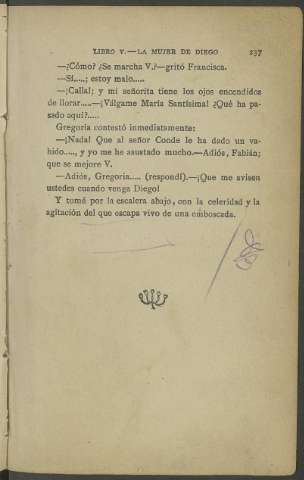 LIBRO V.—LA MUJER DE DIEGO 237
—¿Cómo? ¿Se marcha V.?—gritó Francisca.
—Sí.....; estoy malo.....
—¡Calla!; y mi señorita tiene los ojos encendidos
de llorar.....—¡Válgame María Santísima! ¿Qué ha pa-
sado aquí?.....
Gregoria contestó inmediatamente:
—¡Nada! Que al señor Conde le ha dado un va-
hído....., y yo me he asustado mucho.—Adiós, Fabián;
que se mejore V.
—Adiós, Gregoria..... (respondí).—¡Que me avisen
ustedes cuando venga Diego!
Y tomé por la escalera abajo, con la celeridad y la
agitación del que escapa vivo de una emboscada.